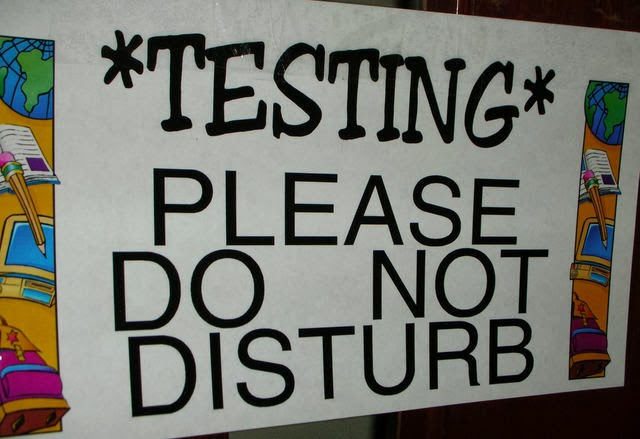 *TESTING*
PLEASE
DO NOT
DISTURB